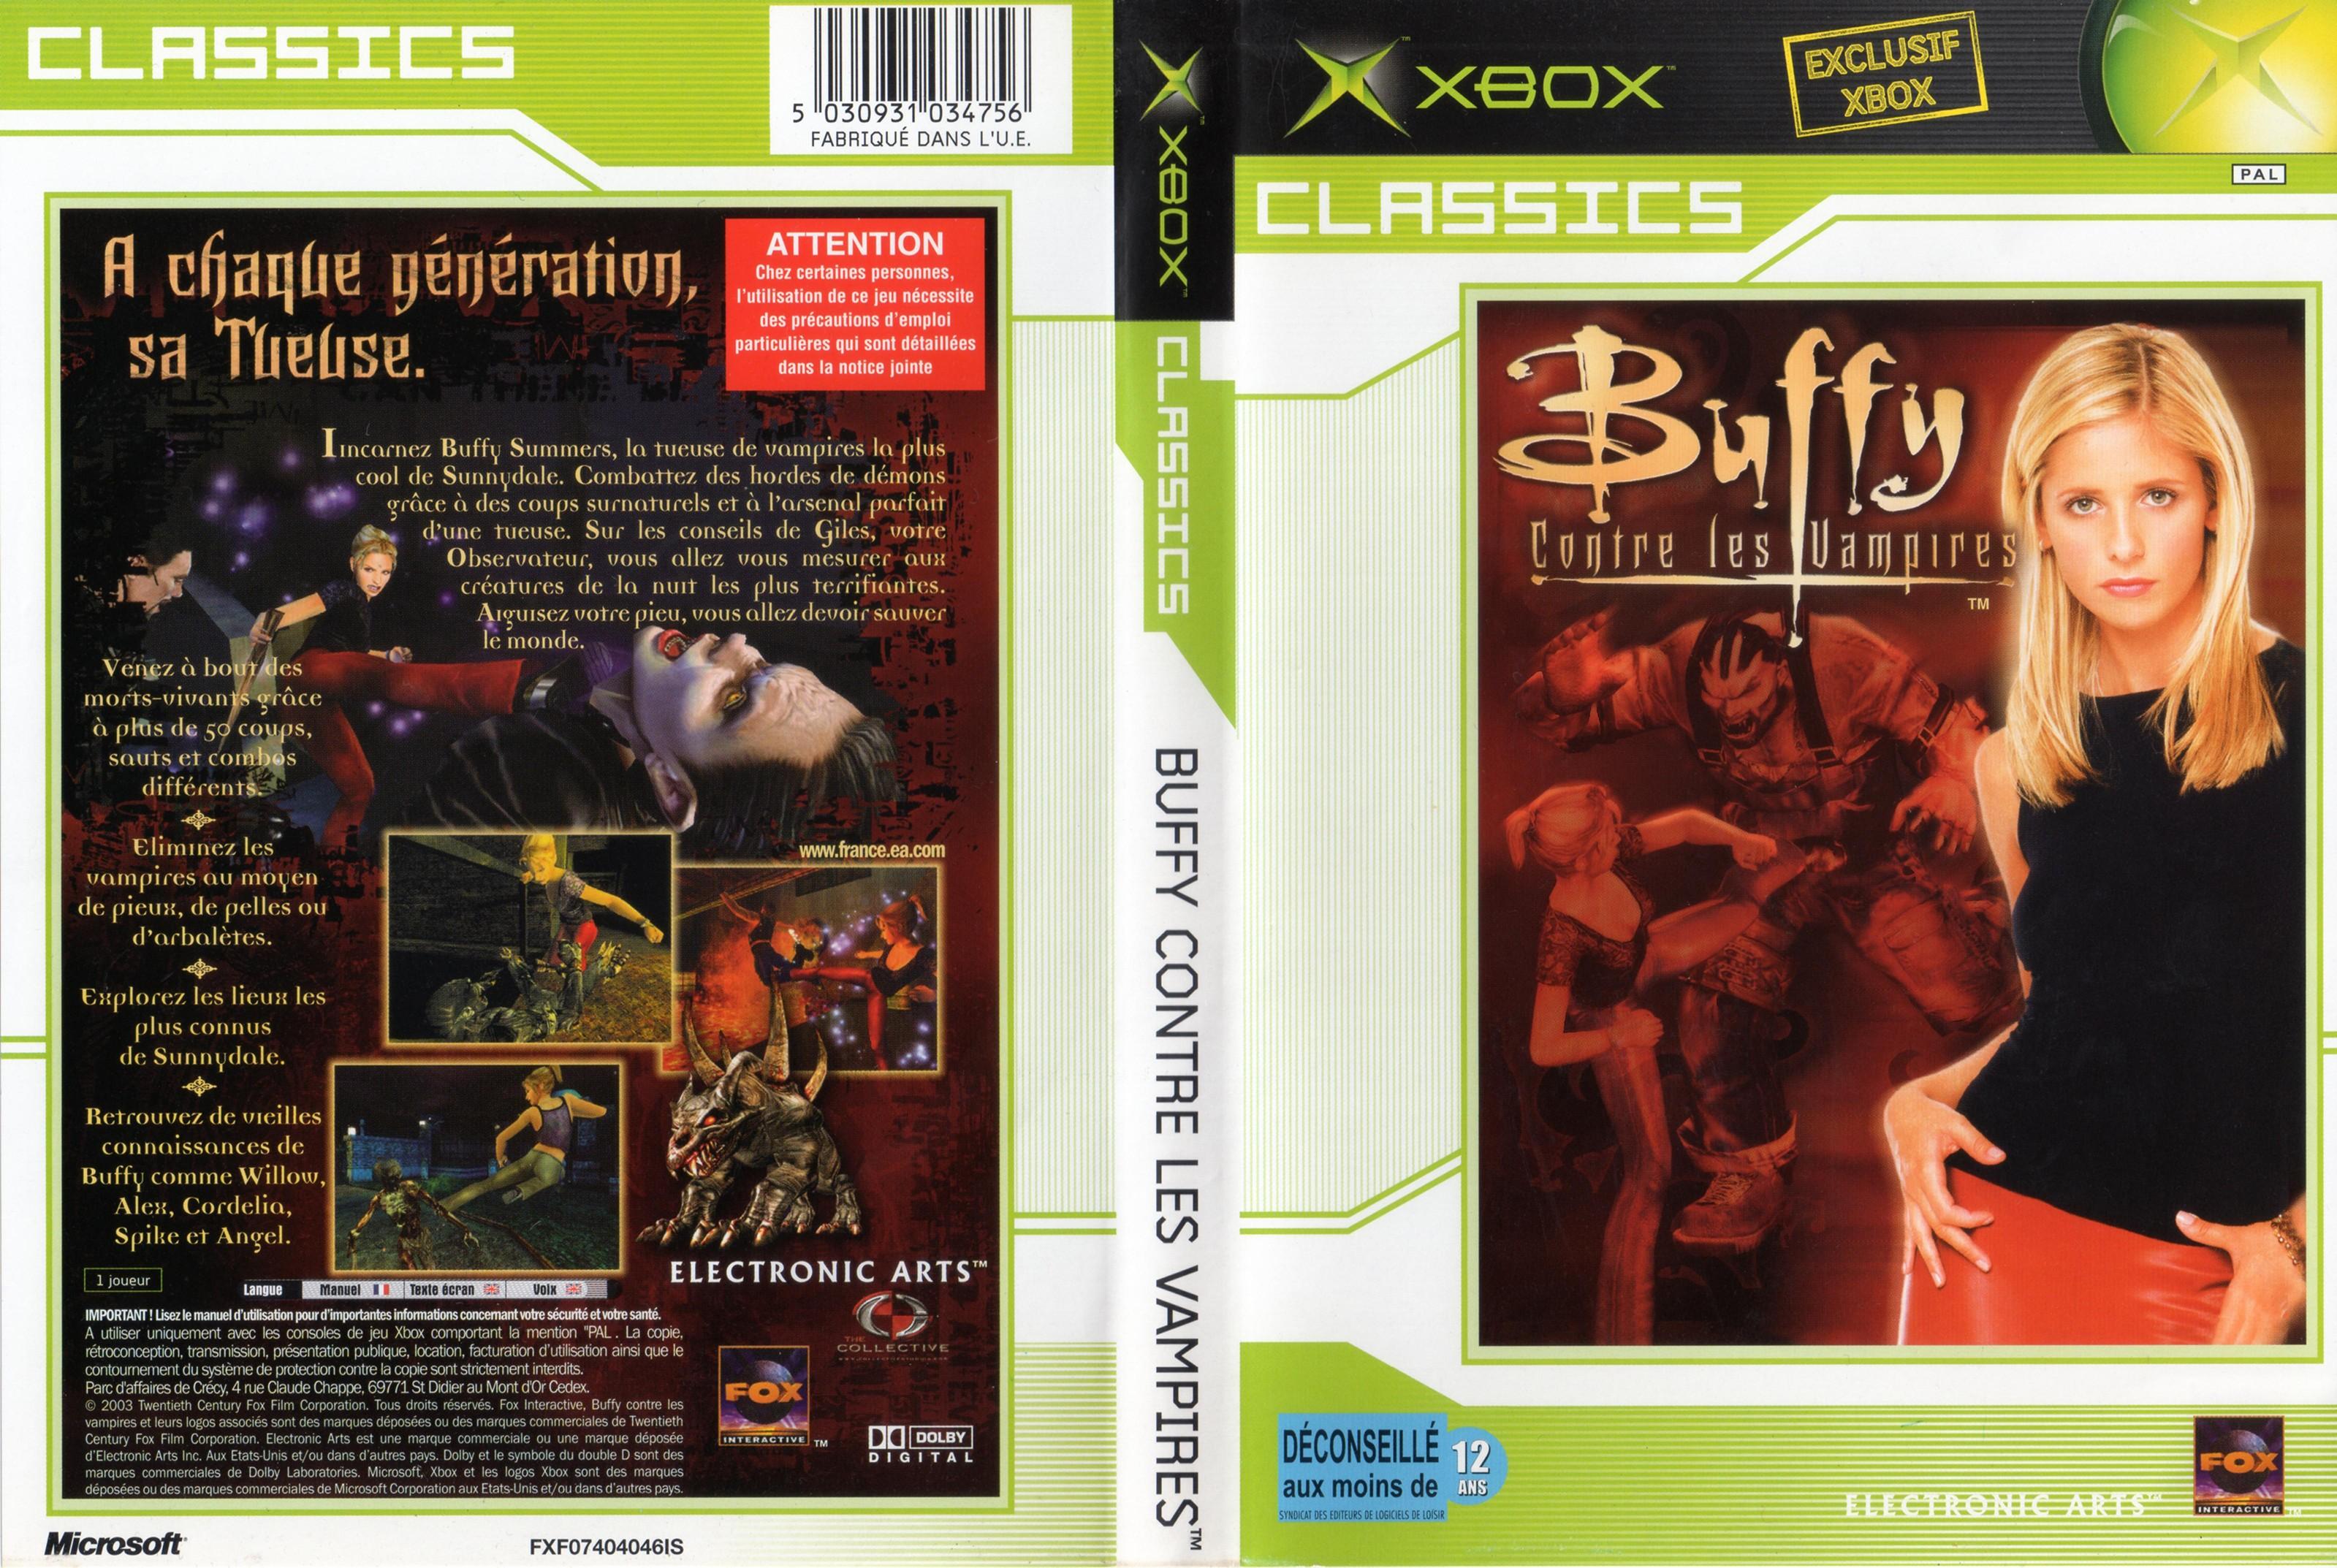 CLASSICS
5 030931 034756
FABRIQUÉ DANS L'U.E.
A chaque génération,
sa Tueuse.
ATTENTION
Chez certaines personnes,
l'utilisation de ce jeu nécessite
des précautions d'emploi
particulières qui sont détaillées
dans la notice jointe
Iincarnez Buffy Summers, la tueuse de vampires la plus
cool de Sunnydale. Combattez des hordes de démons
grâce à des coups surnaturels et à l'arsenal parfait
d'une tueuse. Sur les conseils de Giles, votre
Observateur, vous allez vous mesurer aux
créatures de la nuit les plus terrifiantes.
Aiguisez votre pieu, vous allez devoir sauver
le monde.
Venez à bout des
morts-vivants grâce
à plus de 50 coups,
sauts et combos
différents.
Eliminez les
vampires au moyen
de pieux, de pelles ou
d'arbalètes.
Explorez les lieux les
plus connus
de Sunnydale.
Retrouvez de vieilles
connaissances de
Buffy comme Willow,
Alex, Cordelia,
Spike et Angel.
www.france.ea.com
1 joueur
Langue Manuel Texte écran Voix
ELECTRONIC ARTS™
THE
COLLECTIVE
FOX
INTERACTIVE ™
DOLBY
DIGITAL
IMPORTANT ! Lisez le manuel d'utilisation pour d'importantes informations concernant votre sécurité et votre santé.
A utiliser uniquement avec les consoles de jeu Xbox comportant la mention "PAL . La copie,
rétroconception, transmission, présentation publique, location, facturation d'utilisation ainsi que le
contournement du système de protection contre la copie sont strictement interdits.
Parc d'affaires de Crécy, 4 rue Claude Chappe, 69771 St Didier au Mont d'Or Cedex.
© 2003 Twentieth Century Fox Film Corporation. Tous droits réservés. Fox Interactive, Buffy contre les
vampires et leurs logos associés sont des marques déposées ou des marques commerciales de Twentieth
Century Fox Film Corporation. Electronic Arts est une marque commerciale ou une marque déposée
d'Electronic Arts Inc. Aux Etats-Unis et/ou dans d'autres pays. Dolby et le symbole du double D sont des
marques commerciales de Dolby Laboratories. Microsoft, Xbox et les logos Xbox sont des marques
déposées ou des marques commerciales de Microsoft Corporation aux Etats-Unis et/ou dans d'autres pays.
Microsoft
FXF07404046IS
XBOX™
CLASSICS
BUFFY CONTRE LES VAMPIRES™
XBOX™
EXCLUSIF
XBOX
PAL
CLASSICS
Buffy
Contre les Vampires
™
DÉCONSEILLÉ
aux moins de 12 ANS
SYNDICAT DES EDITEURS DE LOGICIELS DE LOISIR
ELECTRONIC ARTS™
FOX
INTERACTIVE ™